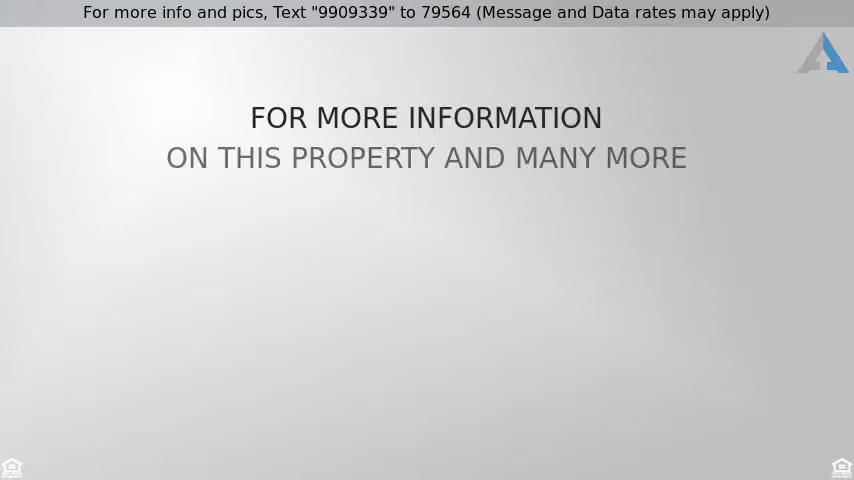 For more info and pics, Text "9909339" to 79564 (Message and Data rates may apply)
FOR MORE INFORMATION
ON THIS PROPERTY AND MANY MORE